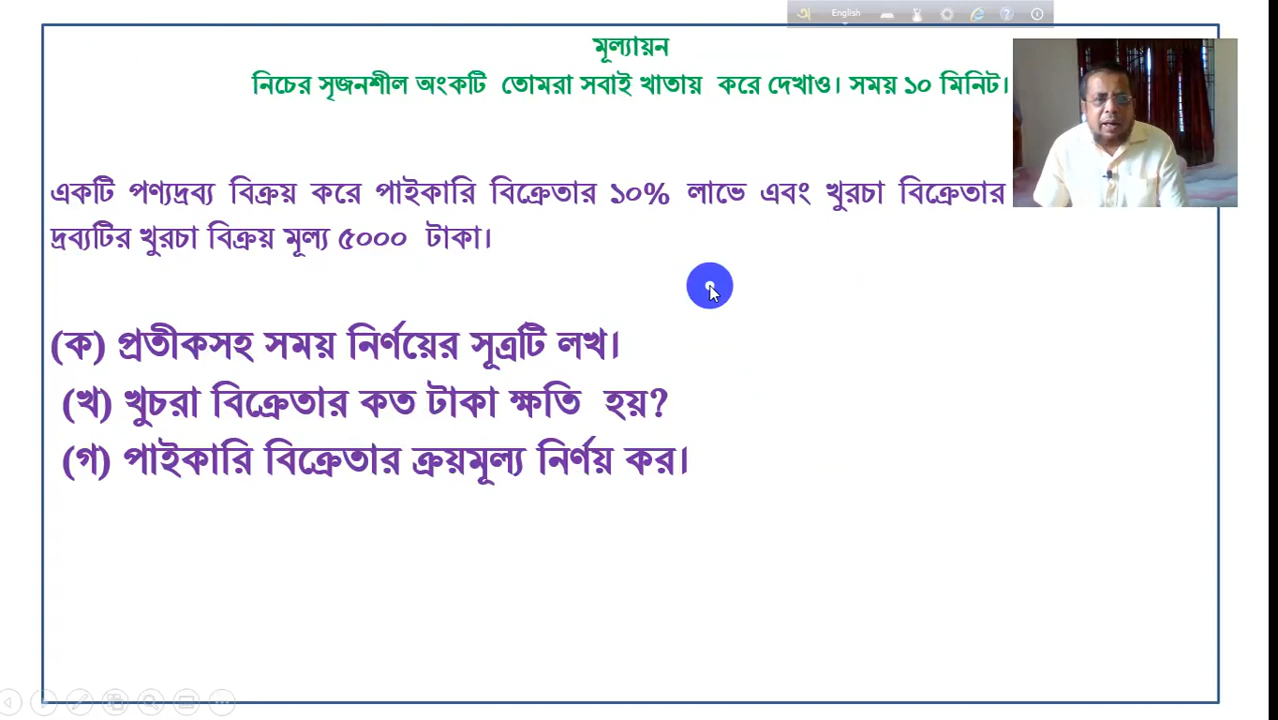 English
মূল্যায়ন
নিচের সৃজনশীল অংকটি তোমরা সবাই খাতায় করে দেখাও। সময় ১০ মিনিট।
একটি পণ্যদ্রব্য বিক্রয় করে পাইকারি বিক্রেতার ১০% লাভে এবং খুরচা বিক্রেতার
দ্রব্যটির খুরচা বিক্রয় মূল্য ৫০০০ টাকা।
(ক) প্রতীকসহ সময় নির্ণয়ের সূত্রটি লখ।
(খ) খুচরা বিক্রেতার কত টাকা ক্ষতি হয়?
(গ) পাইকারি বিক্রেতার ক্রয়মূল্য নির্ণয় কর।